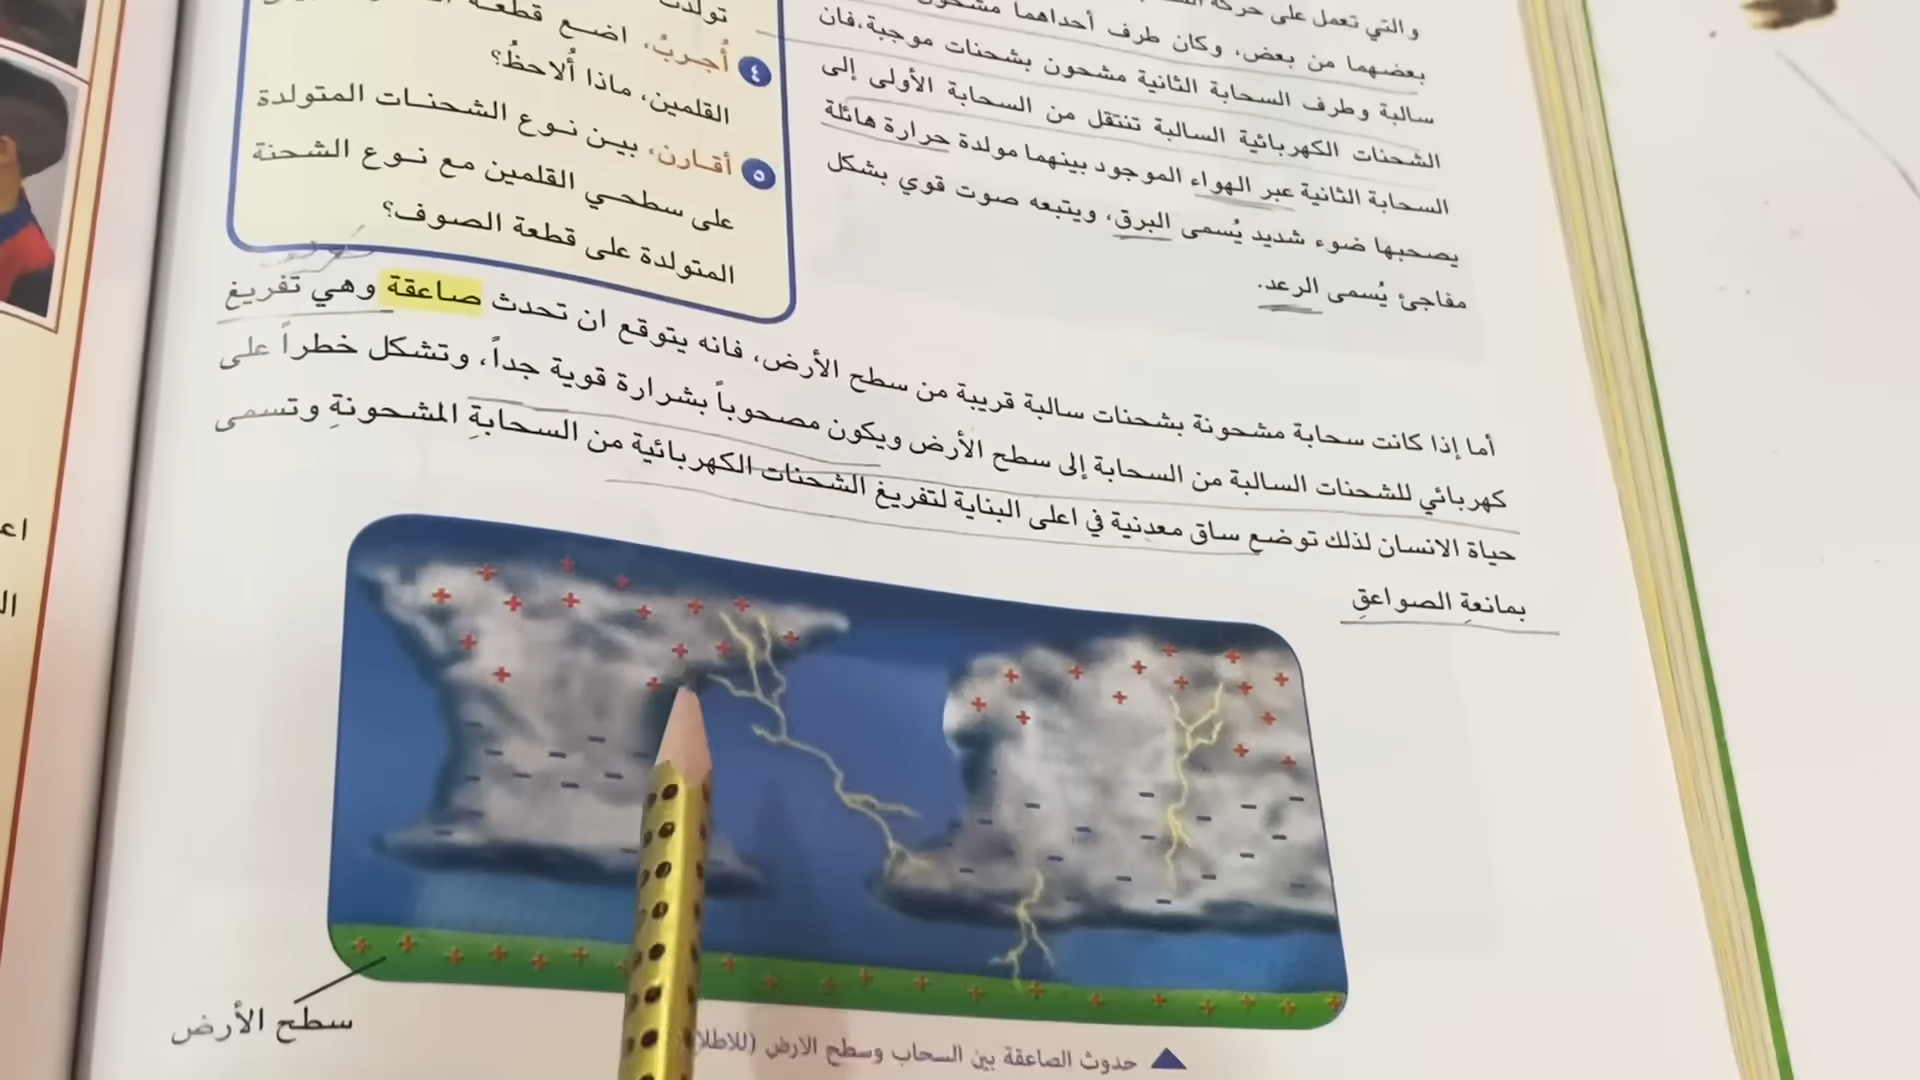 والتي تعمل على حركة
بعضهما من بعض، وكان طرف أحداهما مشحون
سالبة وطرف السحابة الثانية مشحون بشحنات موجبة،فان
الشحنات الكهربائية السالبة تنتقل من السحابة الأولى إلى
السحابة الثانية عبر الهواء الموجود بينهما مولدة حرارة هائلة
يصحبها ضوء شديد يُسمى البرق، ويتبعه صوت قوي بشكل
مفاجئ يُسمى الرعد.
تولدت
٤ أُجربُ، اضع قطعة
القلمين، ماذا أُلاحظُ؟
٥ أقارن، بين نوع الشحنات المتولدة
على سطحي القلمين مع نوع الشحنة
المتولدة على قطعة الصوف؟
أما إذا كانت سحابة مشحونة بشحنات سالبة قريبة من سطح الأرض، فانه يتوقع ان تحدث صاعقة وهي تفريغ
كهربائي للشحنات السالبة من السحابة إلى سطح الأرض ويكون مصحوباً بشرارة قوية جداً، وتشكل خطراً على
حياة الانسان لذلك توضع ساق معدنية في اعلى البناية لتفريغ الشحنات الكهربائية من السحابةِ المشحونةِ وتسمى
بمانعةِ الصواعقِ
سطح الأرض
حدوث الصاعقة بين السحاب وسطح الارض (للاطلا